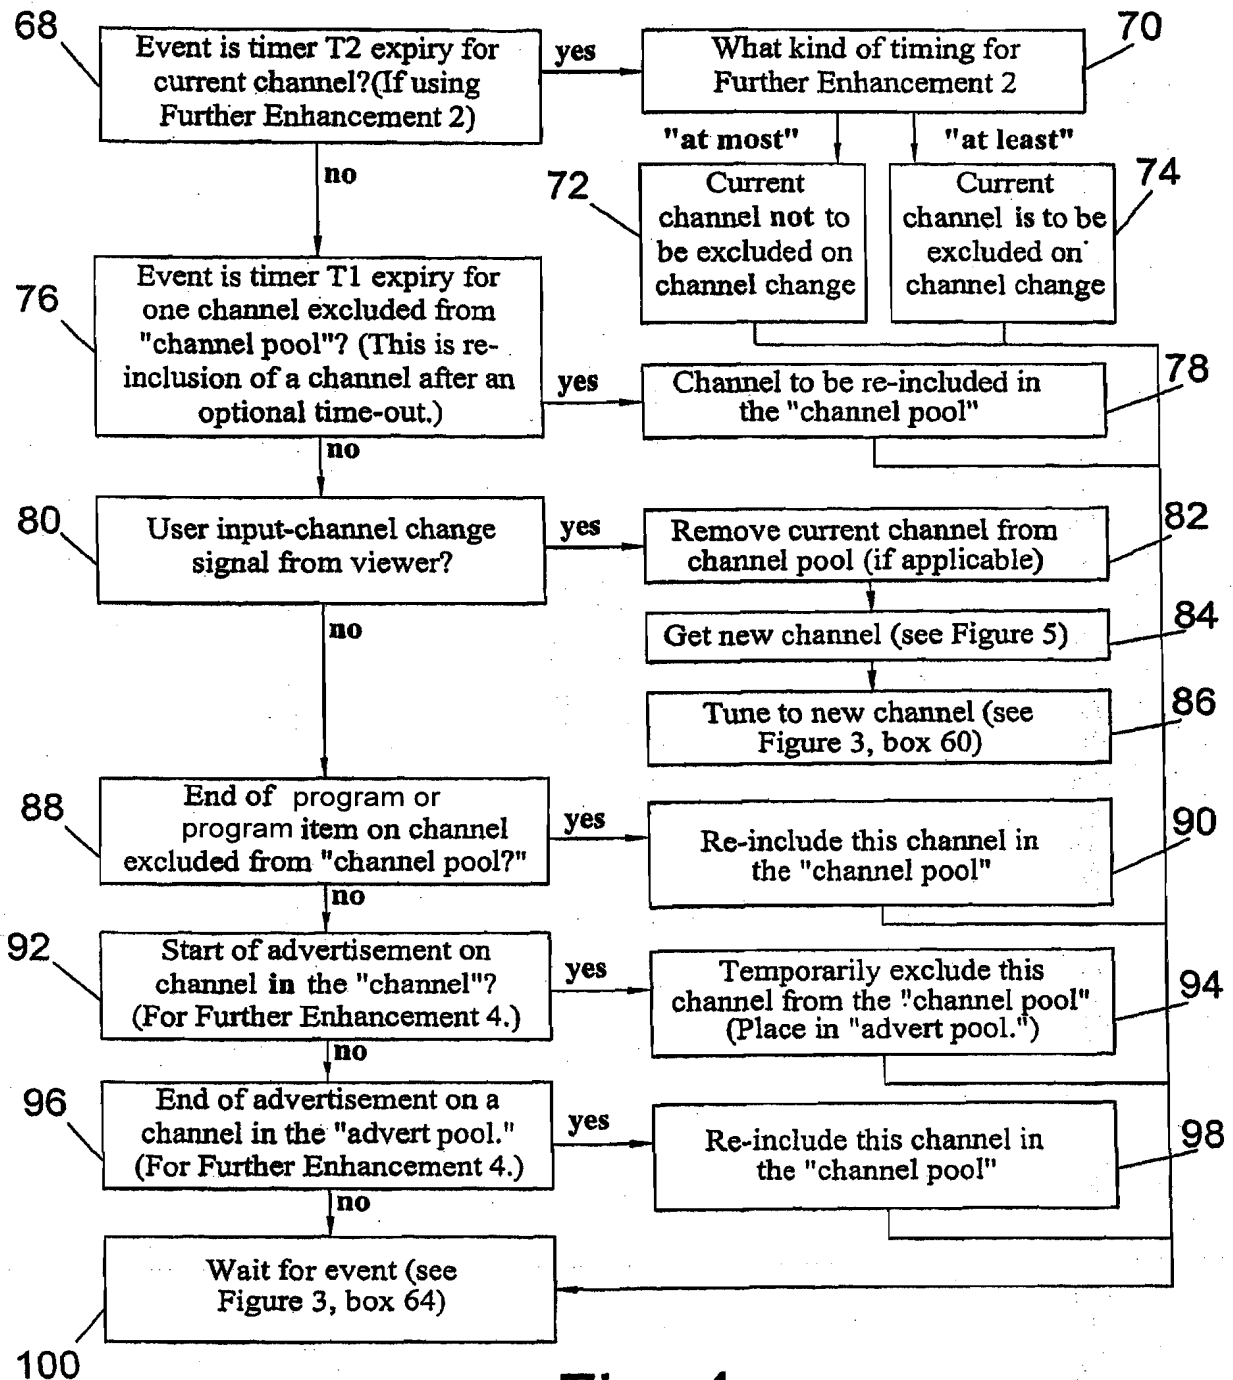 68
Event is timer T2 expiry for
current channel?(If using
Further Enhancement 2)
yes
What kind of timing for
Further Enhancement 2
70
no
"at most"
"at least"
72
Current
channel not to
be excluded on
channel change
Current
channel is to be
excluded on
channel change
74
76
Event is timer T1 expiry for
one channel excluded from
"channel pool"? (This is re-
inclusion of a channel after an
optional time-out.)
yes
Channel to be re-included in
the "channel pool"
78
no
80
User input-channel change
signal from viewer?
yes
Remove current channel from
channel pool (if applicable)
82
no
Get new channel (see Figure 5)
84
Tune to new channel (see
Figure 3, box 60)
86
88
End of program or
program item on channel
excluded from "channel pool?"
yes
Re-include this channel in
the "channel pool"
90
no
92
Start of advertisement on
channel in the "channel"?
(For Further Enhancement 4.)
yes
Temporarily exclude this
channel from the "channel pool"
(Place in "advert pool.")
94
no
96
End of advertisement on a
channel in the "advert pool."
(For Further Enhancement 4.)
yes
Re-include this channel in
the "channel pool"
98
no
Wait for event (see
Figure 3, box 64)
100